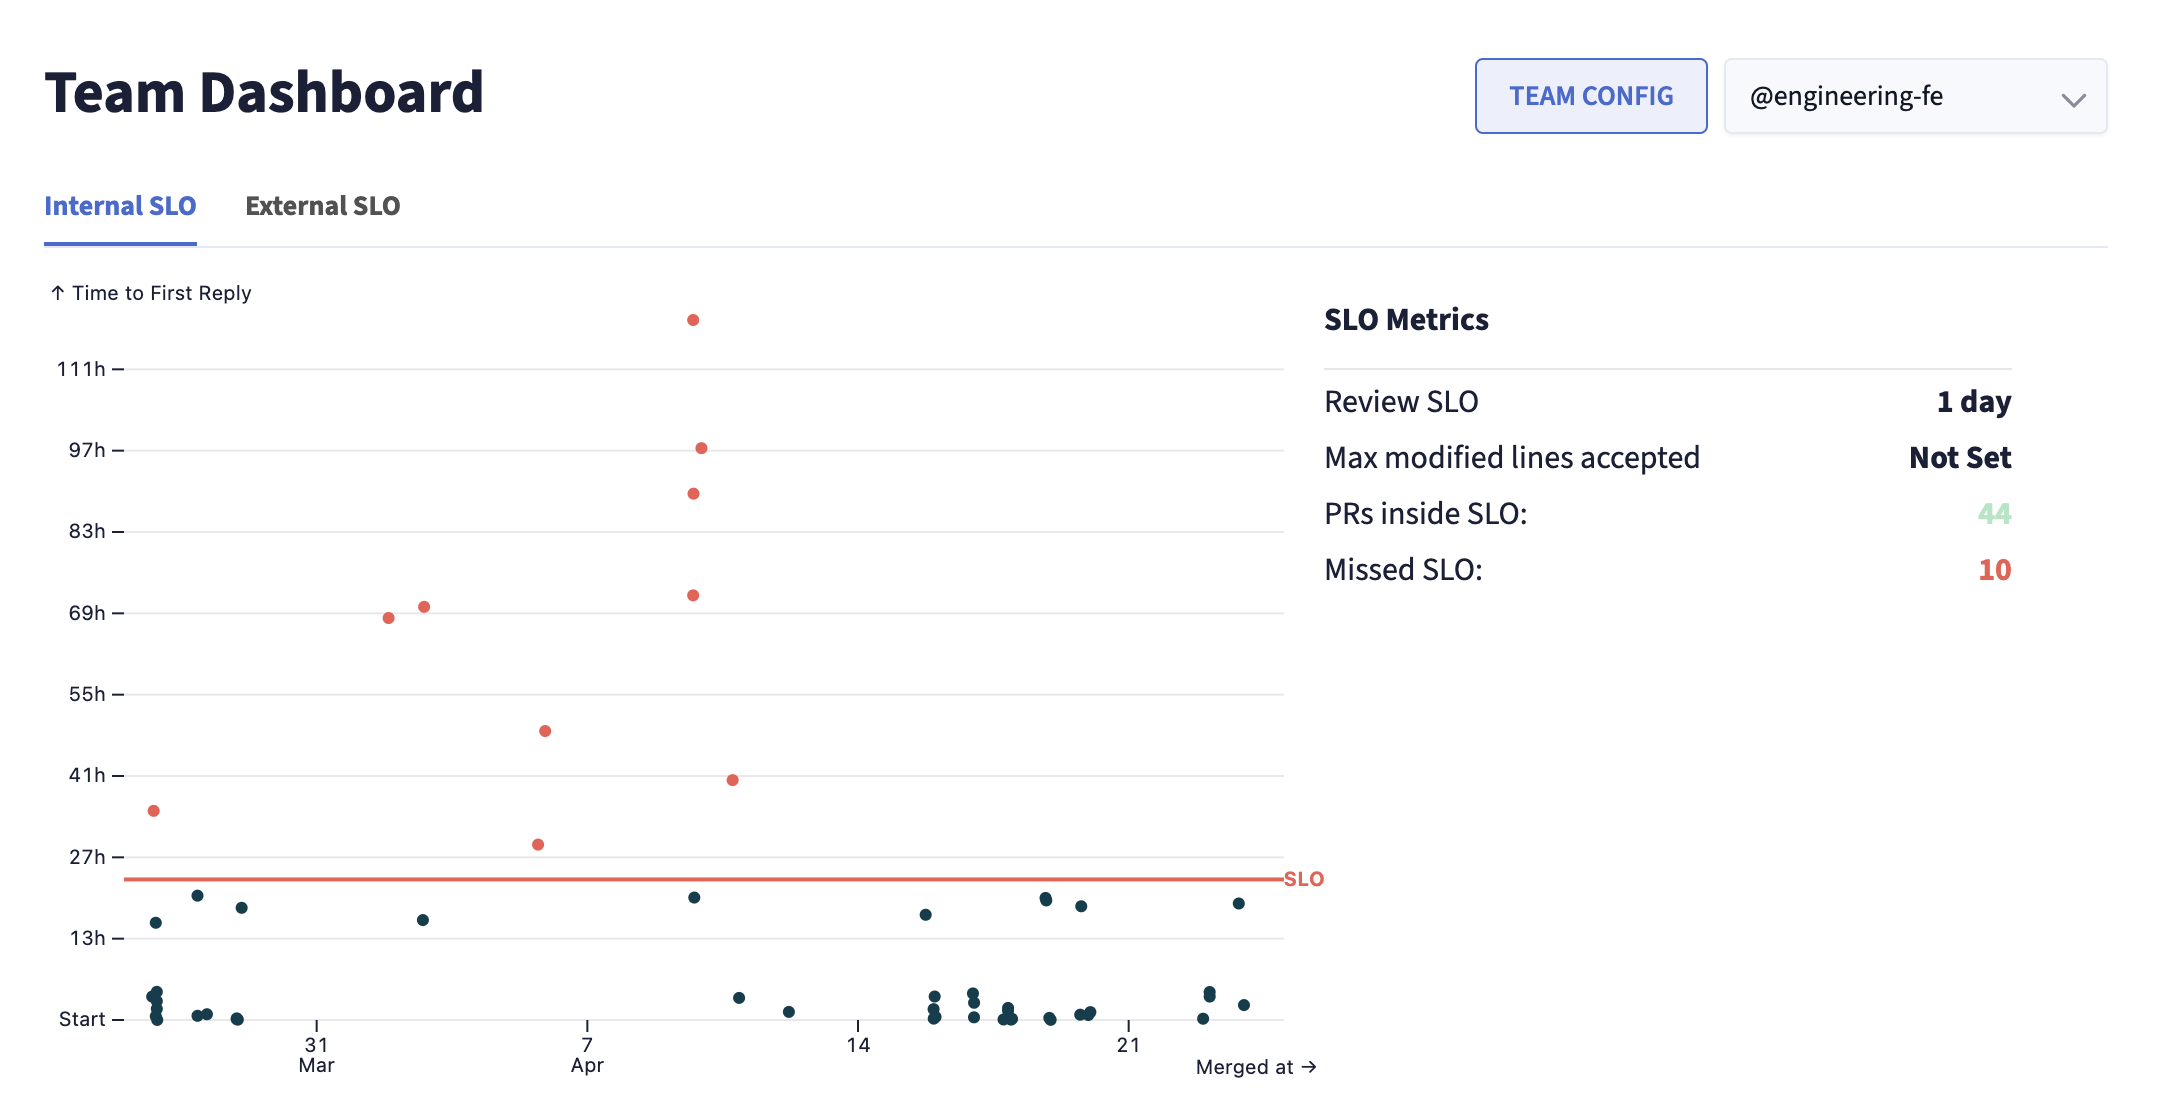 Team Dashboard
TEAM CONFIG
@engineering-fe
Internal SLO
External SLO
↑ Time to First Reply
111h
97h
83h
69h
55h
41h
27h
13h
Start
SLO
31
Mar
7
Apr
14
21
Merged at →
SLO Metrics
Review SLO 1 day
Max modified lines accepted Not Set
PRs inside SLO: 44
Missed SLO: 10